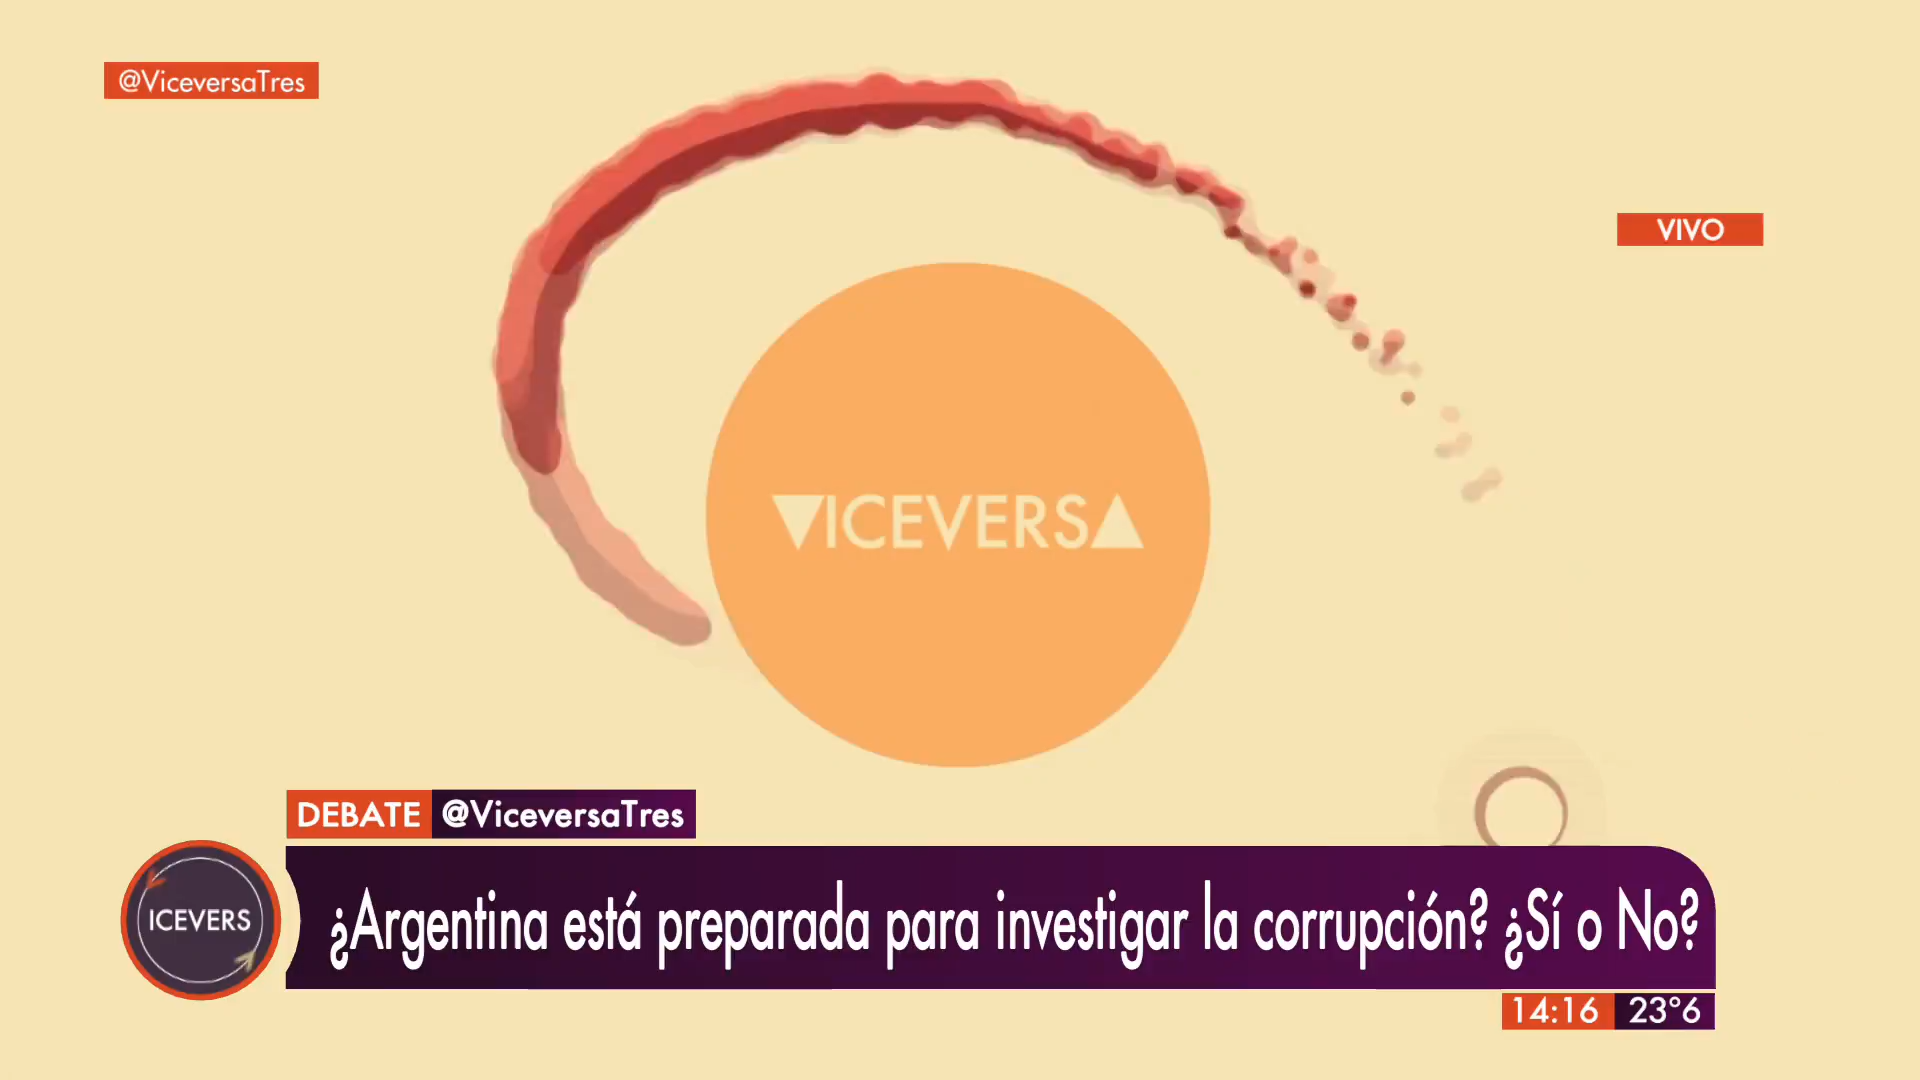 @ViceversaTres
VIVO
VICEVERSA
DEBATE @ViceversaTres
ICEVERS
¿Argentina está preparada para investigar la corrupción? ¿Sí o No?
14:16 23°6